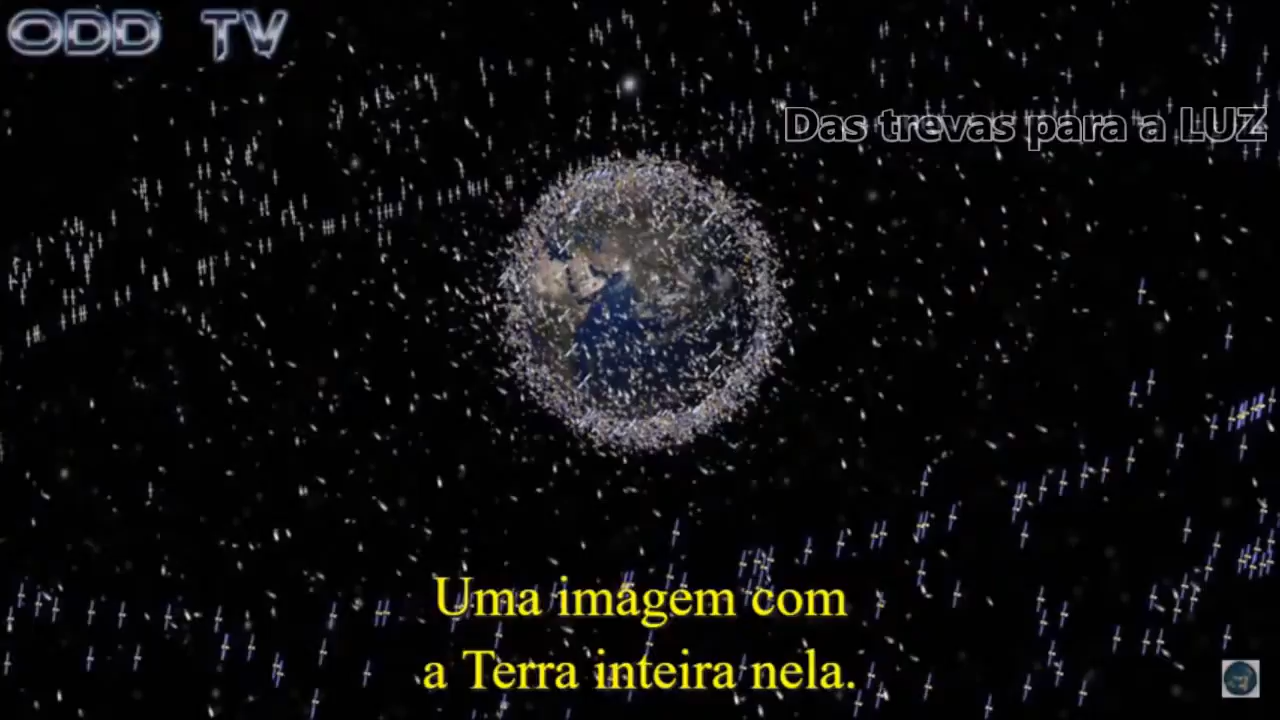 ODD TV
Das trevas para a LUZ
Uma imagem com
a Terra inteira nela.